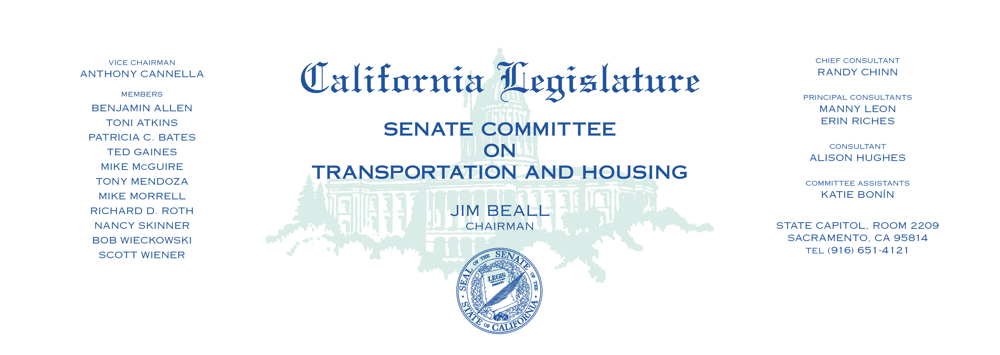 VICE CHAIRMAN
ANTHONY CANNELLA
MEMBERS
BENJAMIN ALLEN
TONI ATKINS
PATRICIA C. BATES
TED GAINES
MIKE McGUIRE
TONY MENDOZA
MIKE MORRELL
RICHARD D. ROTH
NANCY SKINNER
BOB WIECKOWSKI
SCOTT WIENER
California Legislature
SENATE COMMITTEE
ON
TRANSPORTATION AND HOUSING
JIM BEALL
CHAIRMAN
SEAL OF THE SENATE OF THE
STATE OF CALIFORNIA
LEGIS
MDCCCL
CHIEF CONSULTANT
RANDY CHINN
PRINCIPAL CONSULTANTS
MANNY LEON
ERIN RICHES
CONSULTANT
ALISON HUGHES
COMMITTEE ASSISTANTS
KATIE BONÍN
STATE CAPITOL, ROOM 2209
SACRAMENTO, CA 95814
TEL (916) 651-4121